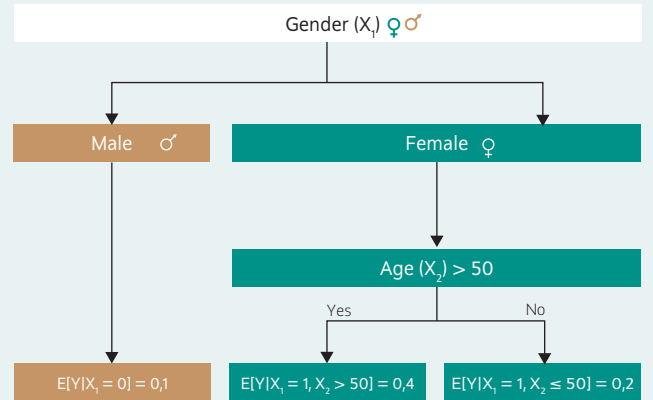 Gender (X₁) ♀♂
Male ♂
Female ♀
Age (X₂) > 50
Yes
No
E[Y|X₁ = 0] = 0,1
E[Y|X₁ = 1, X₂ > 50] = 0,4
E[Y|X₁ = 1, X₂ ≤ 50] = 0,2